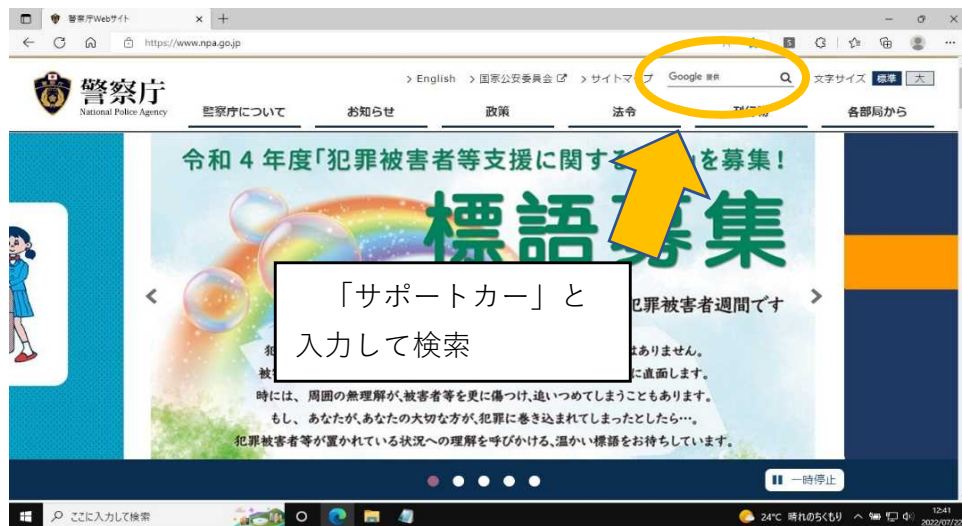 警察庁Webサイト
https://www.npa.go.jp
警察庁
National Police Agency
> English > 国家公安委員会 > サイトマップ Google 提供 文字サイズ 標準 大
警察庁について お知らせ 政策 法令 刊行物 各部局から
令和4年度「犯罪被害者等支援に関する を募集!
標語募集
「サポートカー」と
入力して検索
犯罪被害者週間です
はありません。
に直面します。
時には、周囲の無理解が、被害者等を更に傷つけ、追いつめてしまうこともあります。
もし、あなたが、あなたの大切な方が、犯罪に巻き込まれてしまったとしたら…。
犯罪被害者等が置かれている状況への理解を呼びかける、温かい標語をお待ちしています。
一時停止
ここに入力して検索
24°C 晴れのち くもり
12:41
2022/07/22